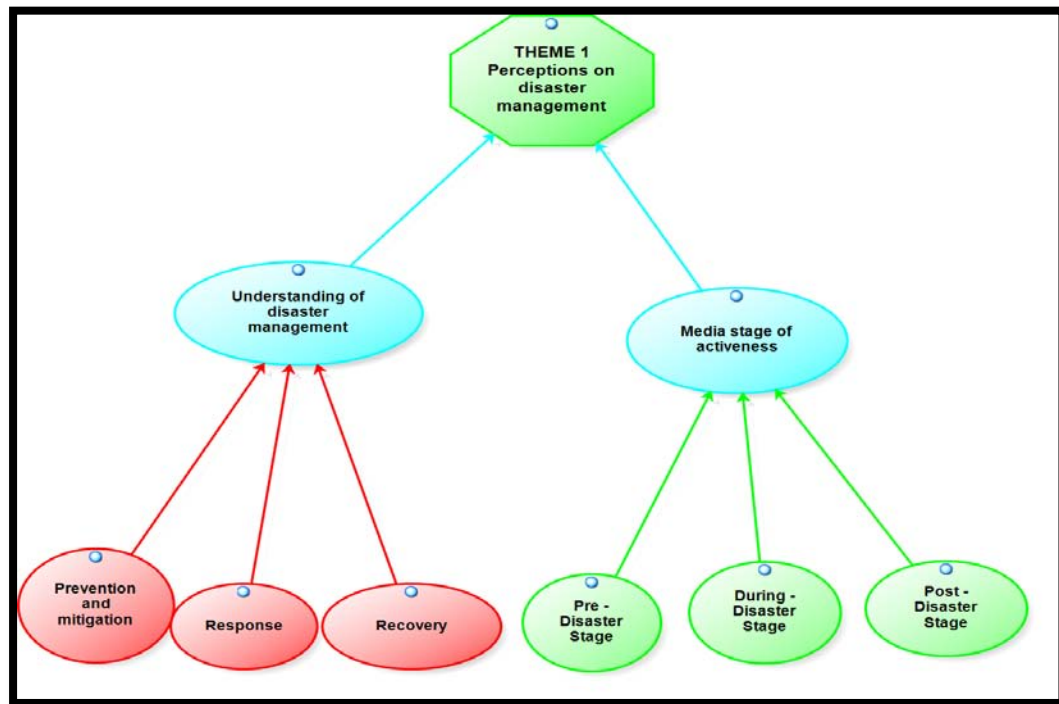 THEME 1
Perceptions on
disaster
management
Understanding of
disaster
management
Media stage of
activeness
Prevention
and
mitigation
Response
Recovery
Pre -
Disaster
Stage
During -
Disaster
Stage
Post -
Disaster
Stage